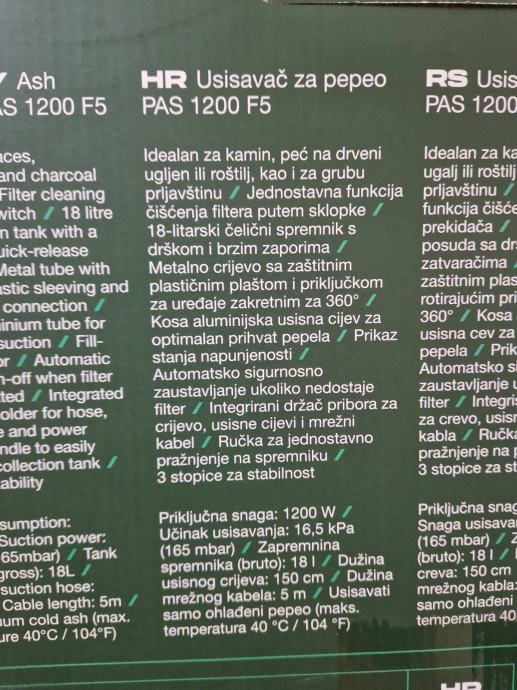 Ash
AS 1200 F5
aces,
and charcoal
Filter cleaning
witch / 18 litre
n tank with a
uick-release
Metal tube with
astic sleeving and
connection /
inium tube for
suction / Fill-
or / Automatic
n-off when filter
ted / Integrated
older for hose,
e and power
ndle to easily
collection tank /
ability
sumption:
Suction power:
65mbar) / Tank
gross): 18L /
suction hose:
Cable length: 5m /
um cold ash (max.
ure 40°C / 104°F)
HR Usisavač za pepeo
PAS 1200 F5
Idealan za kamin, peć na drveni
ugljen ili roštilj, kao i za grubu
prljavštinu / Jednostavna funkcija
čišćenja filtera putem sklopke /
18-litarski čelični spremnik s
drškom i brzim zaporima /
Metalno crijevo sa zaštitnim
plastičnim plaštom i priključkom
za uređaje zakretnim za 360° /
Kosa aluminijska usisna cijev za
optimalan prihvat pepela / Prikaz
stanja napunjenosti /
Automatsko sigurnosno
zaustavljanje ukoliko nedostaje
filter / Integrirani držač pribora za
crijevo, usisne cijevi i mrežni
kabel / Ručka za jednostavno
pražnjenje na spremniku /
3 stopice za stabilnost
Priključna snaga: 1200 W /
Učinak usisavanja: 16,5 kPa
(165 mbar) / Zapremnina
spremnika (bruto): 18 l / Dužina
usisnog crijeva: 150 cm / Dužina
mrežnog kabela: 5 m / Usisavati
samo ohlađeni pepeo (maks.
temperatura 40 °C / 104 °F)
RS Usis
PAS 1200
Idealan za ka
ugalj ili roštilj
prljavštinu /
funkcija čišće
prekidača /
posuda sa dr
zatvaračima /
zaštitnim plas
rotirajućim pri
360° / Kosa
usisna cev za
pepela / Prik
Automatsko si
zaustavljanje u
filter / Integris
za crevo, usisn
kabla / Ručka
pražnjenje na p
3 stopice za st
Priključna snag
Snaga usisavan
(165 mbar) / Z
(bruto): 18 l / D
creva: 150 cm
mrežnog kabla:
samo ohlađeni
temperatura 40
HR